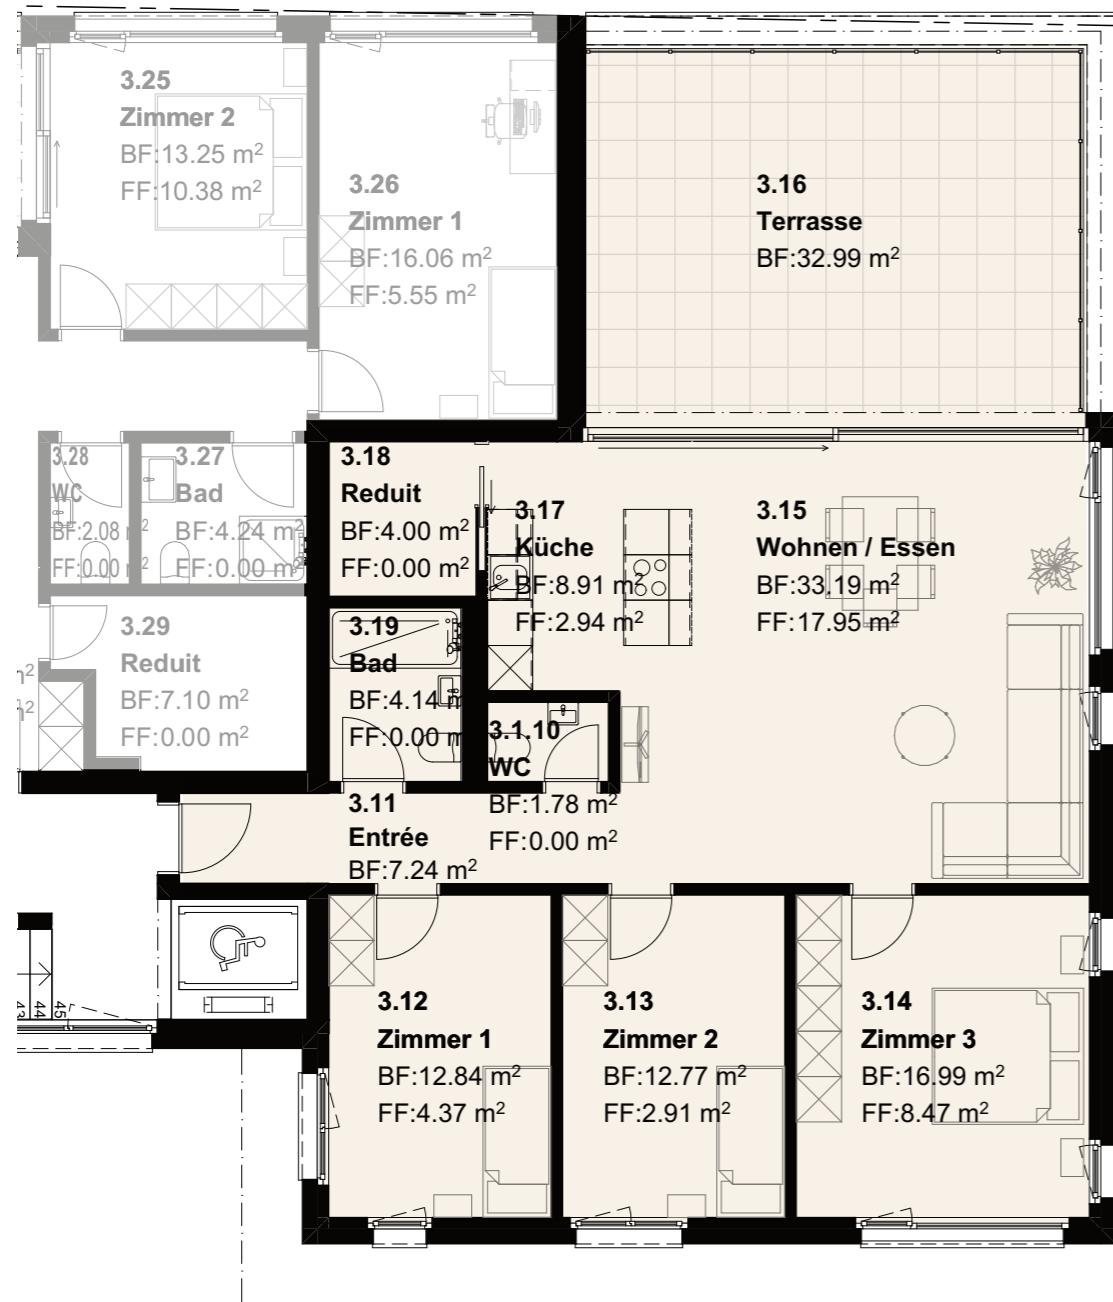 3.25
Zimmer 2
BF:13.25 m²
FF:10.38 m²
3.26
Zimmer 1
BF:16.06 m²
FF:5.55 m²
3.16
Terrasse
BF:32.99 m²
3.28
WC
BF:2.08 m²
FF:0.00 m²
3.27
Bad
BF:4.24 m²
FF:0.00 m²
3.18
Reduit
BF:4.00 m²
FF:0.00 m²
3.17
Küche
BF:8.91 m²
FF:2.94 m²
3.15
Wohnen / Essen
BF:33.19 m²
FF:17.95 m²
3.29
Reduit
BF:7.10 m²
FF:0.00 m²
m²
m²
3.19
Bad
BF:4.14 m
FF:0.00 m
3.1.10
WC
BF:1.78 m²
FF:0.00 m²
3.11
Entrée
BF:7.24 m²
3.12
Zimmer 1
BF:12.84 m²
FF:4.37 m²
3.13
Zimmer 2
BF:12.77 m²
FF:2.91 m²
3.14
Zimmer 3
BF:16.99 m²
FF:8.47 m²
43
44
45